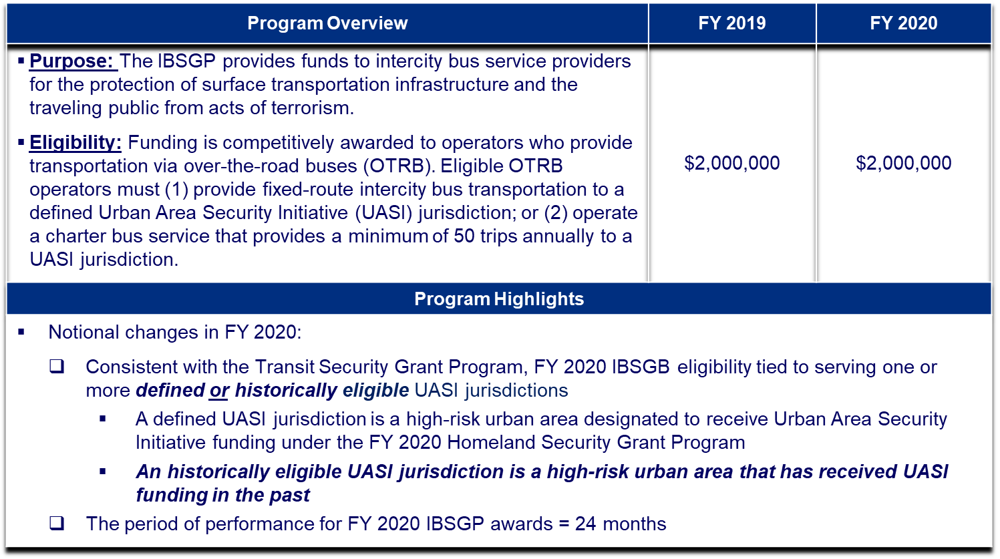 Program Overview FY 2019 FY 2020
▪ Purpose: The IBSGP provides funds to intercity bus service providers
for the protection of surface transportation infrastructure and the
traveling public from acts of terrorism.
▪ Eligibility: Funding is competitively awarded to operators who provide
transportation via over-the-road buses (OTRB). Eligible OTRB
operators must (1) provide fixed-route intercity bus transportation to a
defined Urban Area Security Initiative (UASI) jurisdiction; or (2) operate
a charter bus service that provides a minimum of 50 trips annually to a
UASI jurisdiction.
$2,000,000 $2,000,000
Program Highlights
▪ Notional changes in FY 2020:
❑ Consistent with the Transit Security Grant Program, FY 2020 IBSGB eligibility tied to serving one or
more defined or historically eligible UASI jurisdictions
▪ A defined UASI jurisdiction is a high-risk urban area designated to receive Urban Area Security
Initiative funding under the FY 2020 Homeland Security Grant Program
▪ An historically eligible UASI jurisdiction is a high-risk urban area that has received UASI
funding in the past
❑ The period of performance for FY 2020 IBSGP awards = 24 months